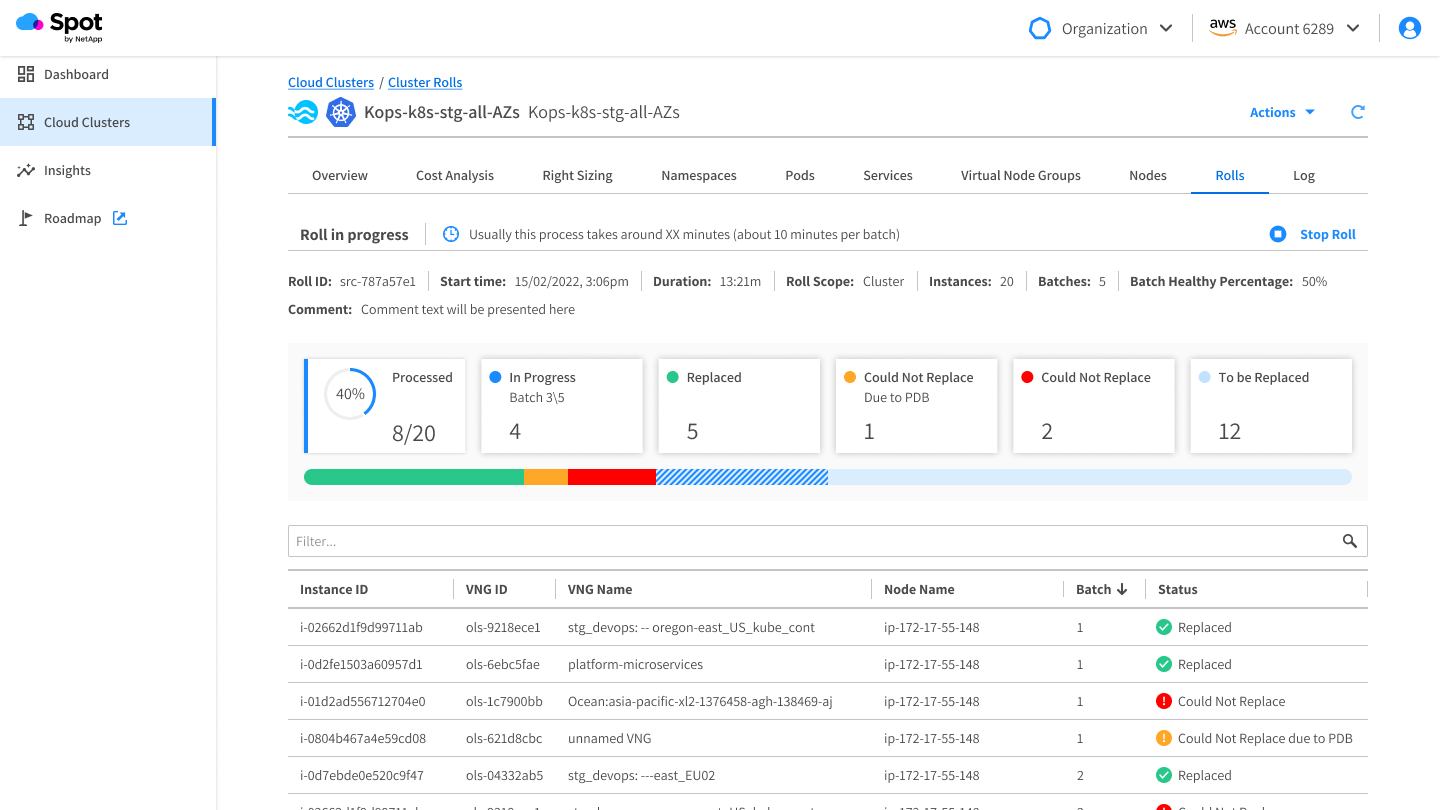 Spot
by NetApp
Organization
aws Account 6289
Dashboard
Cloud Clusters
Insights
Roadmap
Cloud Clusters / Cluster Rolls
Kops-k8s-stg-all-AZs Kops-k8s-stg-all-AZs
Actions
Overview Cost Analysis Right Sizing Namespaces Pods Services Virtual Node Groups Nodes Rolls Log
Roll in progress Usually this process takes around XX minutes (about 10 minutes per batch) Stop Roll
Roll ID: src-787a57e1 Start time: 15/02/2022, 3:06pm Duration: 13:21m Roll Scope: Cluster Instances: 20 Batches: 5 Batch Healthy Percentage: 50%
Comment: Comment text will be presented here
40% Processed
8/20
In Progress
Batch 3\5
4
Replaced
5
Could Not Replace
Due to PDB
1
Could Not Replace
2
To be Replaced
12
Filter...
Instance ID VNG ID VNG Name Node Name Batch Status
i-02662d1f9d99711ab ols-9218ece1 stg_devops: -- oregon-east_US_kube_cont ip-172-17-55-148 1 Replaced
i-0d2fe1503a60957d1 ols-6ebc5fae platform-microservices ip-172-17-55-148 1 Replaced
i-01d2ad556712704e0 ols-1c7900bb Ocean:asia-pacific-xl2-1376458-agh-138469-aj ip-172-17-55-148 1 Could Not Replace
i-0804b467a4e59cd08 ols-621d8cbc unnamed VNG ip-172-17-55-148 1 Could Not Replace due to PDB
i-0d7ebde0e520c9f47 ols-04332ab5 stg_devops: ---east_EU02 ip-172-17-55-148 2 Replaced